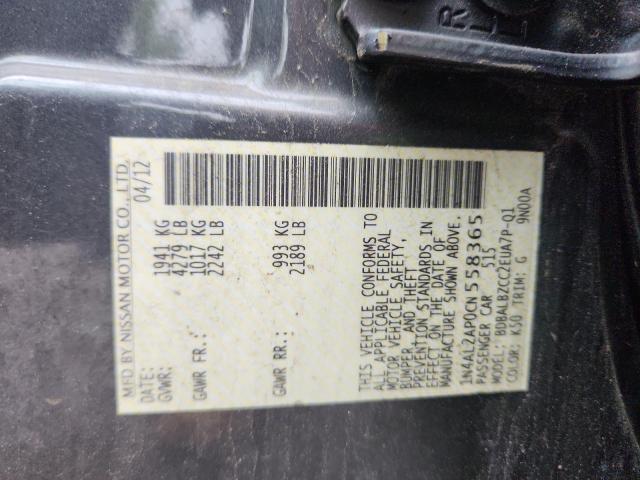 MFD BY NISSAN MOTOR CO., LTD.
DATE: 04/12
GVWR: 1941 KG
4279 LB
GAWR FR.: 1017 KG
2242 LB
GAWR RR.: 993 KG
2189 LB
THIS VEHICLE CONFORMS TO
ALL APPLICABLE FEDERAL
MOTOR VEHICLE SAFETY,
BUMPER, AND THEFT
PREVENTION STANDARDS IN
EFFECT ON THE DATE OF
MANUFACTURE SHOWN ABOVE.
1N4AL2AP0CN558365
PASSENGER CAR S15
MODEL: BDBALB2CC2EUA7P-Q1
COLOR: K50 TRIM: G 9N00A
R
L L